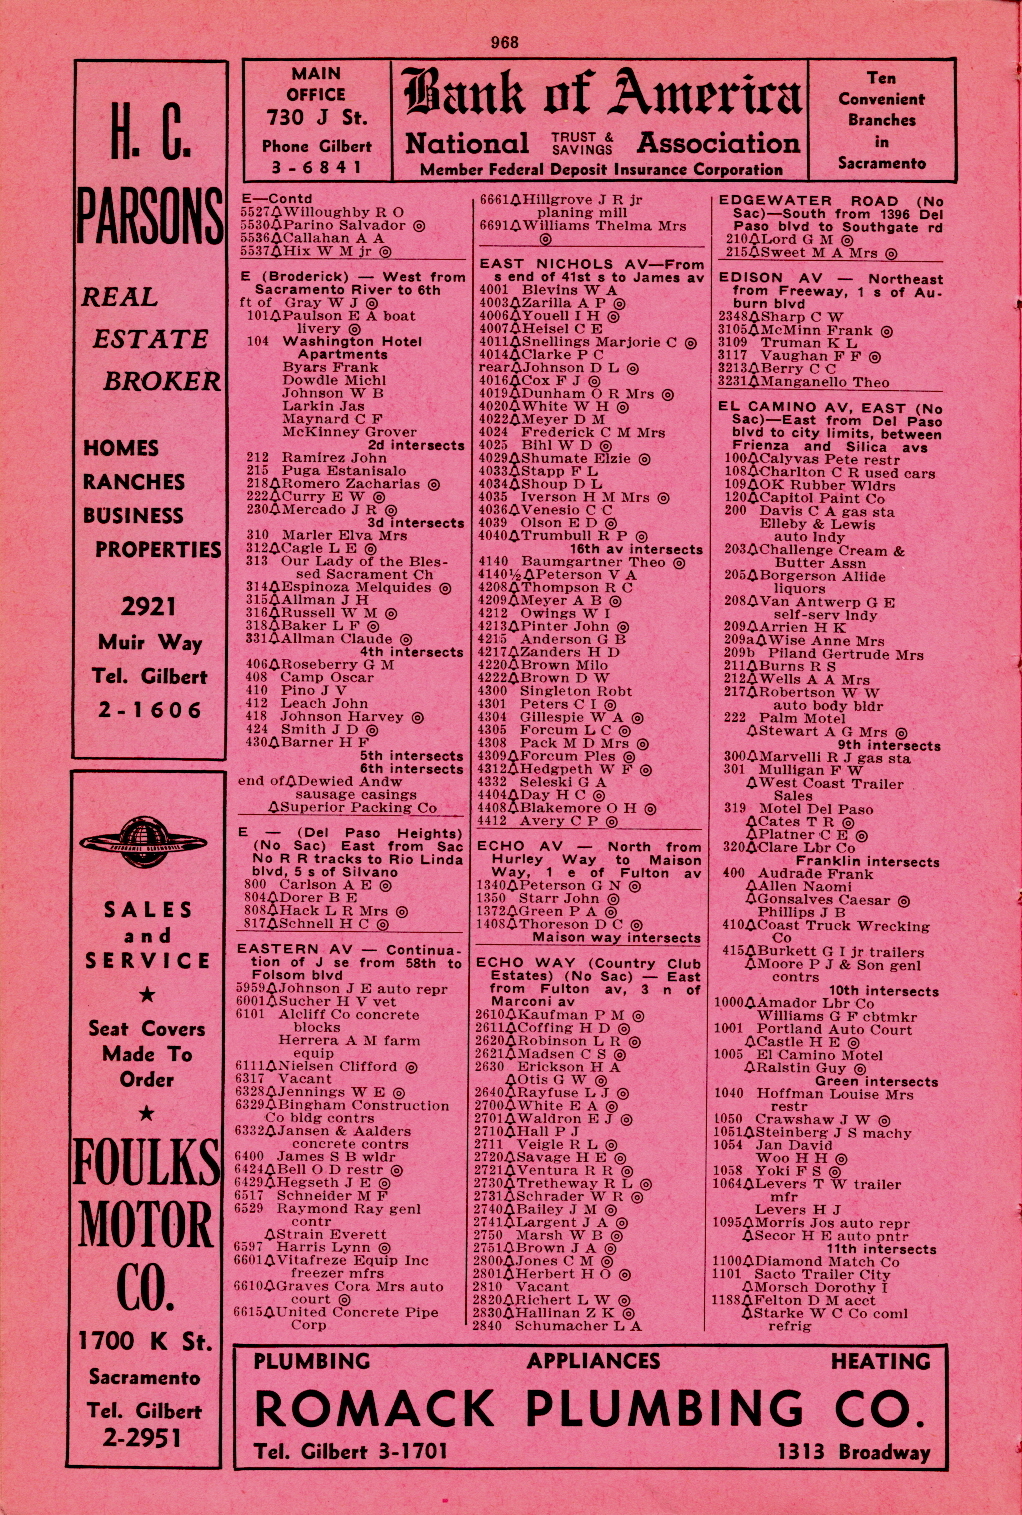 968
H. C.
PARSONS
REAL
ESTATE
BROKER
HOMES
RANCHES
BUSINESS
PROPERTIES
2921
Muir Way
Tel. Gilbert
2-1606
SALES
and
SERVICE
★
Seat Covers
Made To
Order
★
FOULKS
MOTOR
CO.
1700 K St.
Sacramento
Tel. Gilbert
2-2951
MAIN
OFFICE
730 J St.
Phone Gilbert
3-6841
Bank of America
National TRUST & SAVINGS Association
Member Federal Deposit Insurance Corporation
Ten
Convenient
Branches
in
Sacramento
E—Contd
5527△Willoughby R O
5530△Parino Salvador ◎
5536△Callahan A A
5537△Hix W M jr ◎
E (Broderick) — West from
Sacramento River to 6th
ft of Gray W J ◎
101△Paulson E A boat
livery ◎
104 Washington Hotel
Apartments
Byars Frank
Dowdle Michl
Johnson W B
Larkin Jas
Maynard C F
McKinney Grover
2d intersects
212 Ramirez John
215 Puga Estanisalo
218△Romero Zacharias ◎
222△Curry E W ◎
230△Mercado J R ◎
3d intersects
310 Marler Elva Mrs
312△Cagle L E ◎
313 Our Lady of the Bles-
sed Sacrament Ch
314△Espinoza Melquides ◎
315△Allman J H
316△Russell W M ◎
318△Baker L F ◎
331△Allman Claude ◎
4th intersects
406△Roseberry G M
408 Camp Oscar
410 Pino J V
412 Leach John
418 Johnson Harvey ◎
424 Smith J D ◎
430△Barner H F
5th intersects
6th intersects
end of△Dewied Andw
sausage casings
△Superior Packing Co
E — (Del Paso Heights)
(No Sac) East from Sac
No R R tracks to Rio Linda
blvd, 5 s of Silvano
800 Carlson A E ◎
804△Dorer B E
808△Hack L R Mrs ◎
817△Schnell H C ◎
EASTERN AV — Continua-
tion of J se from 58th to
Folsom blvd
5959△Johnson J E auto repr
6001△Sucher H V vet
6101 Alcliff Co concrete
blocks
Herrera A M farm
equip
6111△Nielsen Clifford ◎
6317 Vacant
6328△Jennings W E ◎
6329△Bingham Construction
Co bldg contrs
6332△Jansen & Aalders
concrete contrs
6400 James S B wldr
6424△Bell O D restr ◎
6429△Hegseth J E ◎
6517 Schneider M F
6529 Raymond Ray genl
contr
△Strain Everett
6597 Harris Lynn ◎
6601△Vitafreze Equip Inc
freezer mfrs
6610△Graves Cora Mrs auto
court ◎
6615△United Concrete Pipe
Corp
6661△Hillgrove J R jr
planing mill
6691△Williams Thelma Mrs
◎
EAST NICHOLS AV—From
s end of 41st s to James av
4001 Blevins W A
4003△Zarilla A P ◎
4006△Youell I H ◎
4007△Heisel C E
4011△Snellings Marjorie C ◎
4014△Clarke P C
rear△Johnson D L ◎
4016△Cox F J ◎
4019△Dunham O R Mrs ◎
4020△White W H ◎
4022△Meyer D M
4024 Frederick C M Mrs
4025 Bihl W D ◎
4029△Shumate Elzie ◎
4033△Stapp F L
4034△Shoup D L
4035 Iverson H M Mrs ◎
4036△Venesio C C
4039 Olson E D ◎
4040△Trumbull R P ◎
16th av intersects
4140 Baumgartner Theo ◎
4140½△Peterson V A
4208△Thompson R C
4209△Meyer A B ◎
4212 Owings W I
4213△Pinter John ◎
4215 Anderson G B
4217△Zanders H D
4220△Brown Milo
4222△Brown D W
4300 Singleton Robt
4301 Peters C I ◎
4304 Gillespie W A ◎
4305 Forcum L C ◎
4308 Pack M D Mrs ◎
4309△Forcum Ples ◎
4312△Hedgpeth W F ◎
4332 Seleski G A
4404△Day H C ◎
4408△Blakemore O H ◎
4412 Avery C P ◎
ECHO AV — North from
Hurley Way to Maison
Way, 1 e of Fulton av
1340△Peterson G N ◎
1350 Starr John ◎
1372△Green P A ◎
1408△Thoreson D C ◎
Maison way intersects
ECHO WAY (Country Club
Estates) (No Sac) — East
from Fulton av, 3 n of
Marconi av
2610△Kaufman P M ◎
2611△Coffing H D ◎
2620△Robinson L R ◎
2621△Madsen C S ◎
2630 Erickson H A
△Otis G W ◎
2640△Rayfuse L J ◎
2700△White E A ◎
2701△Waldron E J ◎
2710△Hall P J
2711 Veigle R L ◎
2720△Savage H E ◎
2721△Ventura R R ◎
2730△Tretheway R L ◎
2731△Schrader W R ◎
2740△Bailey J M ◎
2741△Largent J A ◎
2750 Marsh W B ◎
2751△Brown J A ◎
2800△Jones C M ◎
2801△Herbert H O ◎
2810 Vacant
2820△Richert L W ◎
2830△Hallinan Z K ◎
2840 Schumacher L A
EDGEWATER ROAD (No
Sac)—South from 1396 Del
Paso blvd to Southgate rd
210△Lord G M ◎
215△Sweet M A Mrs ◎
EDISON AV — Northeast
from Freeway, 1 s of Au-
burn blvd
2348△Sharp C W
3105△McMinn Frank ◎
3109 Truman K L
3117 Vaughan F F ◎
3213△Berry C C
3231△Manganello Theo
EL CAMINO AV, EAST (No
Sac)—East from Del Paso
blvd to city limits, between
Frienza and Silica avs
100△Calyvas Pete restr
108△Charlton C R used cars
109△OK Rubber Wldrs
120△Capitol Paint Co
200 Davis C A gas sta
Elleby & Lewis
auto lndy
203△Challenge Cream &
Butter Assn
205△Borgerson Allide
liquors
208△Van Antwerp G E
self-serv lndy
209△Arrien H K
209a△Wise Anne Mrs
209b Piland Gertrude Mrs
211△Burns R S
212△Wells A A Mrs
217△Robertson W W
auto body bldr
222 Palm Motel
△Stewart A G Mrs ◎
9th intersects
300△Marvelli R J gas sta
301 Mulligan F W
△West Coast Trailer
Sales
319 Motel Del Paso
△Cates T R ◎
△Platner C E ◎
320△Clare Lbr Co
Franklin intersects
400 Audrade Frank
△Allen Naomi
△Gonsalves Caesar ◎
Phillips J B
410△Coast Truck Wrecking
Co
415△Burkett G I jr trailers
△Moore P J & Son genl
contrs
10th intersects
1000△Amador Lbr Co
Williams G F cbtmkr
1001 Portland Auto Court
△Castle H E ◎
1005 El Camino Motel
△Ralstin Guy ◎
Green intersects
1040 Hoffman Louise Mrs
restr
1050 Crawshaw J W ◎
1051△Steinberg J S machy
1054 Jan David
Woo H H ◎
1058 Yoki F S ◎
1064△Levers T W trailer
mfr
Levers H J
1095△Morris Jos auto repr
△Secor H E auto pntr
11th intersects
1100△Diamond Match Co
1101 Sacto Trailer City
△Morsch Dorothy I
1188△Felton D M acct
△Starke W C Co coml
refrig
PLUMBING APPLIANCES HEATING
ROMACK PLUMBING CO.
Tel. Gilbert 3-1701 1313 Broadway